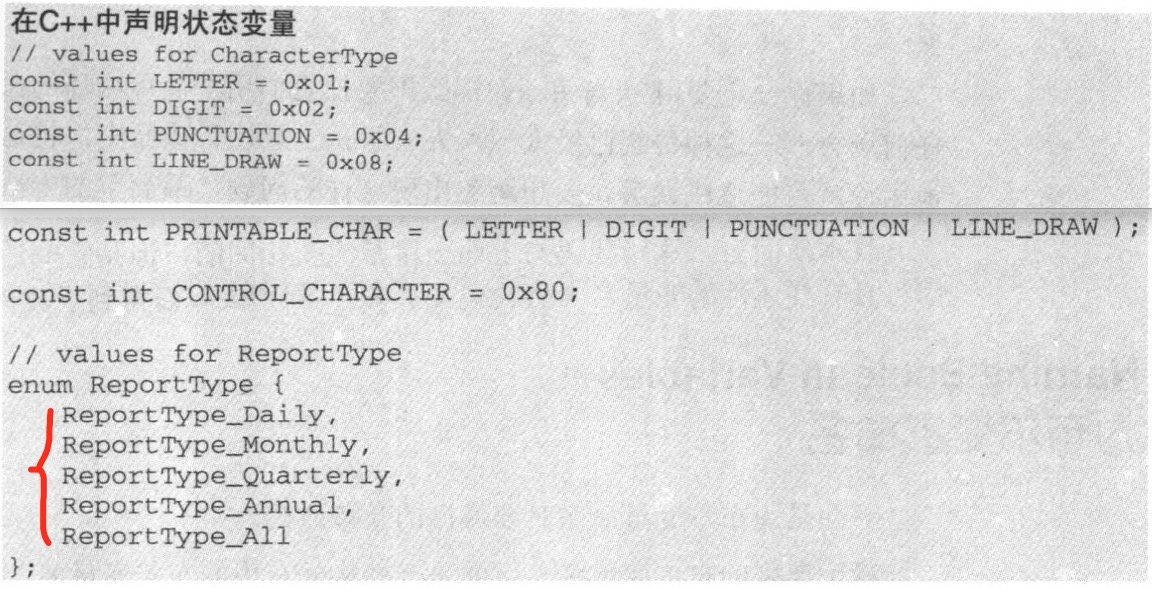 在C++中声明状态变量
// values for CharacterType
const int LETTER = 0x01;
const int DIGIT = 0x02;
const int PUNCTUATION = 0x04;
const int LINE_DRAW = 0x08;
const int PRINTABLE_CHAR = ( LETTER | DIGIT | PUNCTUATION | LINE_DRAW );
const int CONTROL_CHARACTER = 0x80;
// values for ReportType
enum ReportType {
ReportType_Daily,
ReportType_Monthly,
ReportType_Quarterly,
ReportType_Annual,
ReportType_All
};